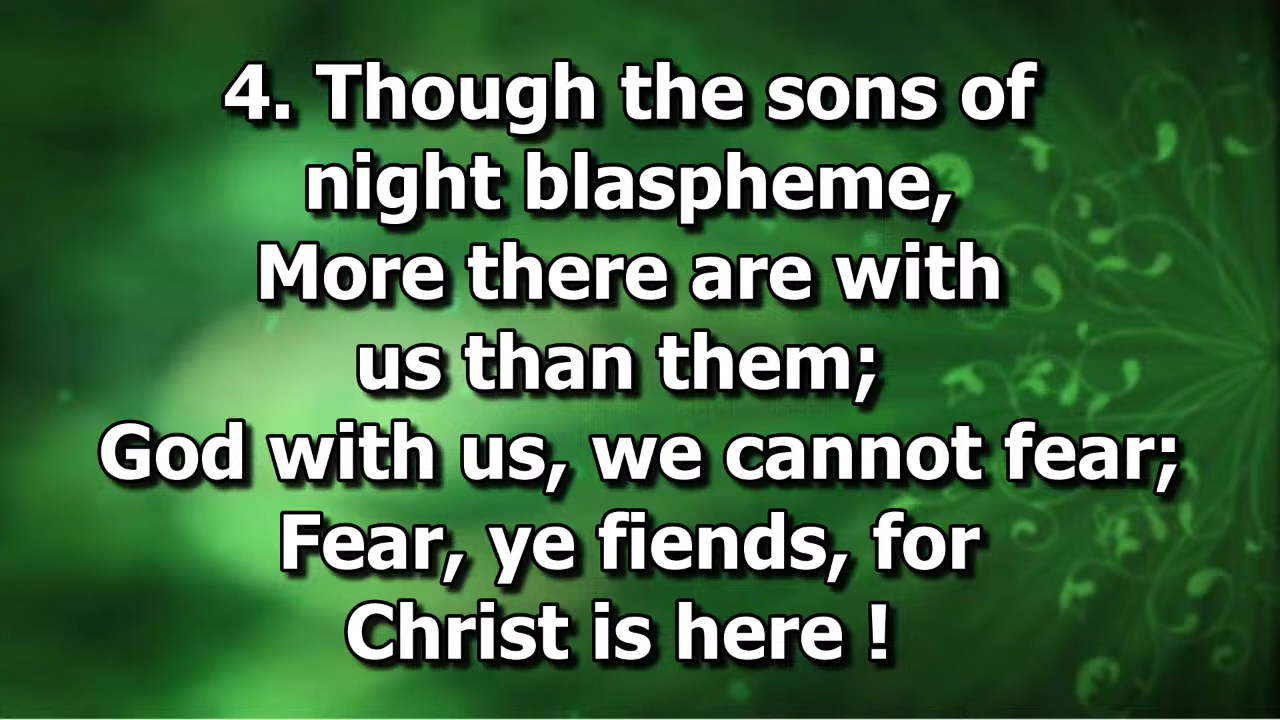 4. Though the sons of
night blaspheme,
More there are with
us than them;
God with us, we cannot fear;
Fear, ye fiends, for
Christ is here !